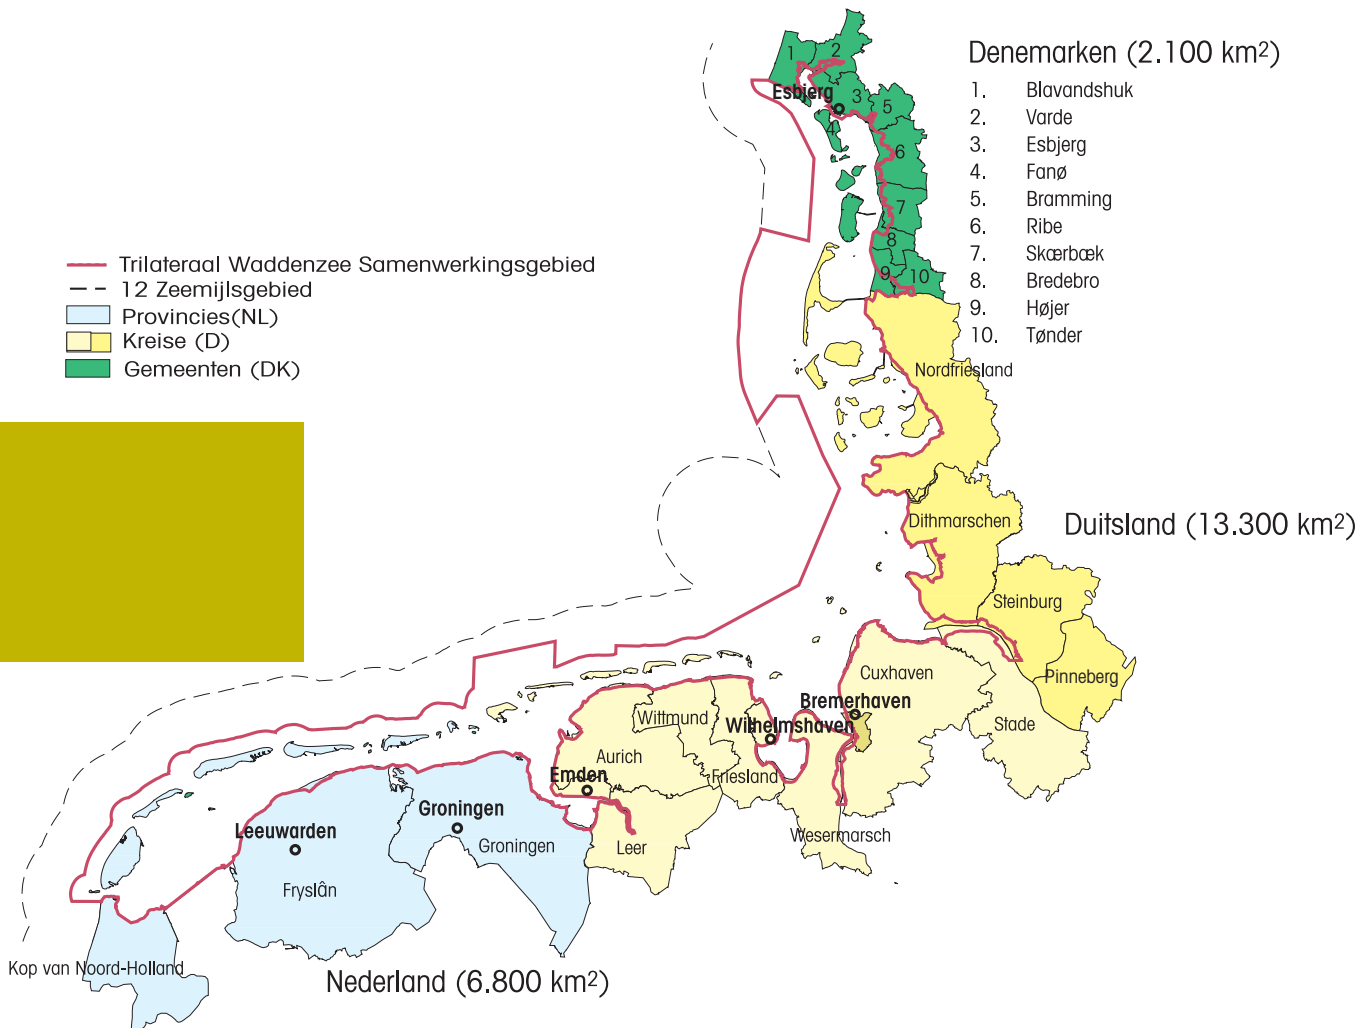 Denemarken (2.100 km²)
1. Blavandshuk
2. Varde
3. Esbjerg
4. Fanø
5. Bramming
6. Ribe
7. Skærbæk
8. Bredebro
9. Højer
10. Tønder
1
2
Esbjerg
3
5
4
6
7
8
9
10
Trilateraal Waddenzee Samenwerkingsgebied
12 Zeemijlsgebied
Provincies(NL)
Kreise (D)
Gemeenten (DK)
Nordfriesland
Dithmarschen
Duitsland (13.300 km²)
Steinburg
Pinneberg
Cuxhaven
Bremerhaven
Stade
Wittmund
Wilhelmshaven
Aurich
Friesland
Emden
Groningen
Leeuwarden
Groningen
Leer
Wesermarsch
Fryslân
Kop van Noord-Holland
Nederland (6.800 km²)